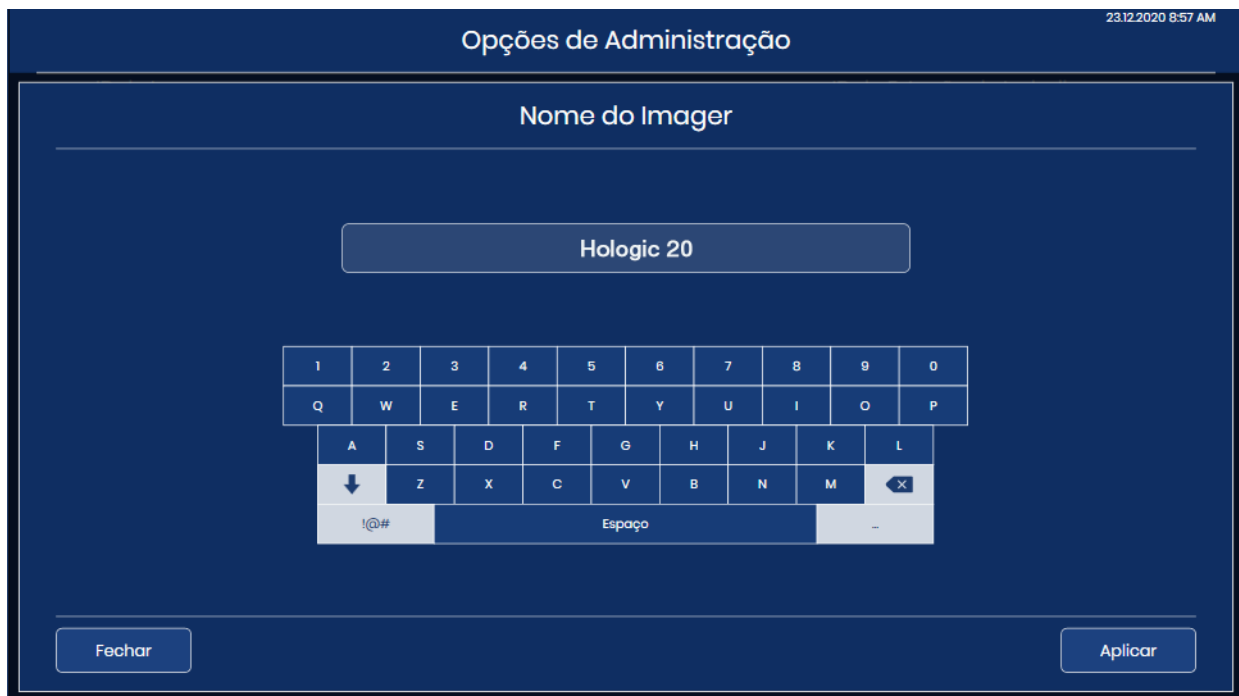 23.12.2020 8:57 AM
Opções de Administração
Nome do Imager
Hologic 20
1 2 3 4 5 6 7 8 9 0
Q W E R T Y U I O P
A S D F G H J K L
Z X C V B N M
!@# Espaço ...
Fechar Aplicar